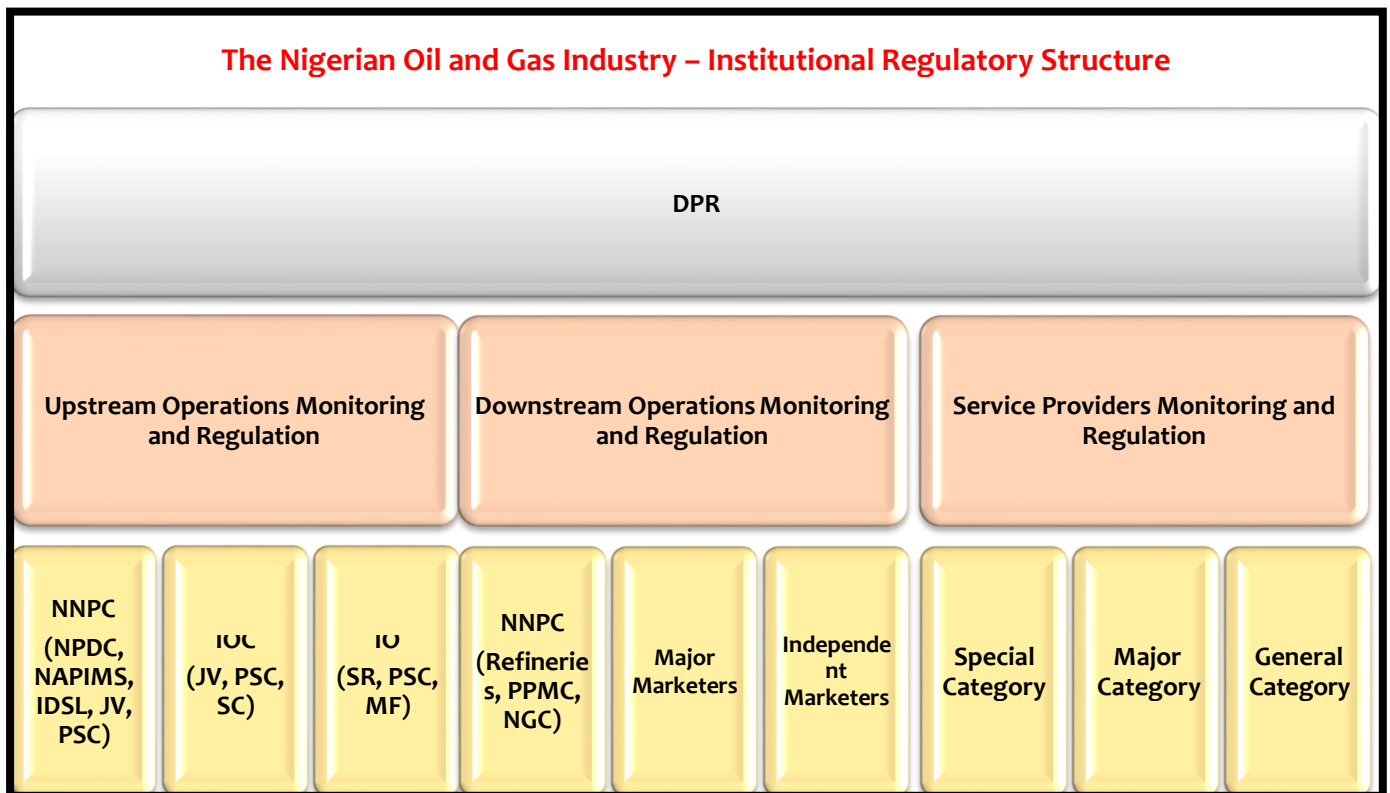 The Nigerian Oil and Gas Industry – Institutional Regulatory Structure
DPR
Upstream Operations Monitoring
and Regulation
Downstream Operations Monitoring
and Regulation
Service Providers Monitoring and
Regulation
NNPC
(NPDC,
NAPIMS,
IDSL, JV,
PSC)
IOC
(JV, PSC,
SC)
IO
(SR, PSC,
MF)
NNPC
(Refinerie
s, PPMC,
NGC)
Major
Marketers
Independe
nt
Marketers
Special
Category
Major
Category
General
Category